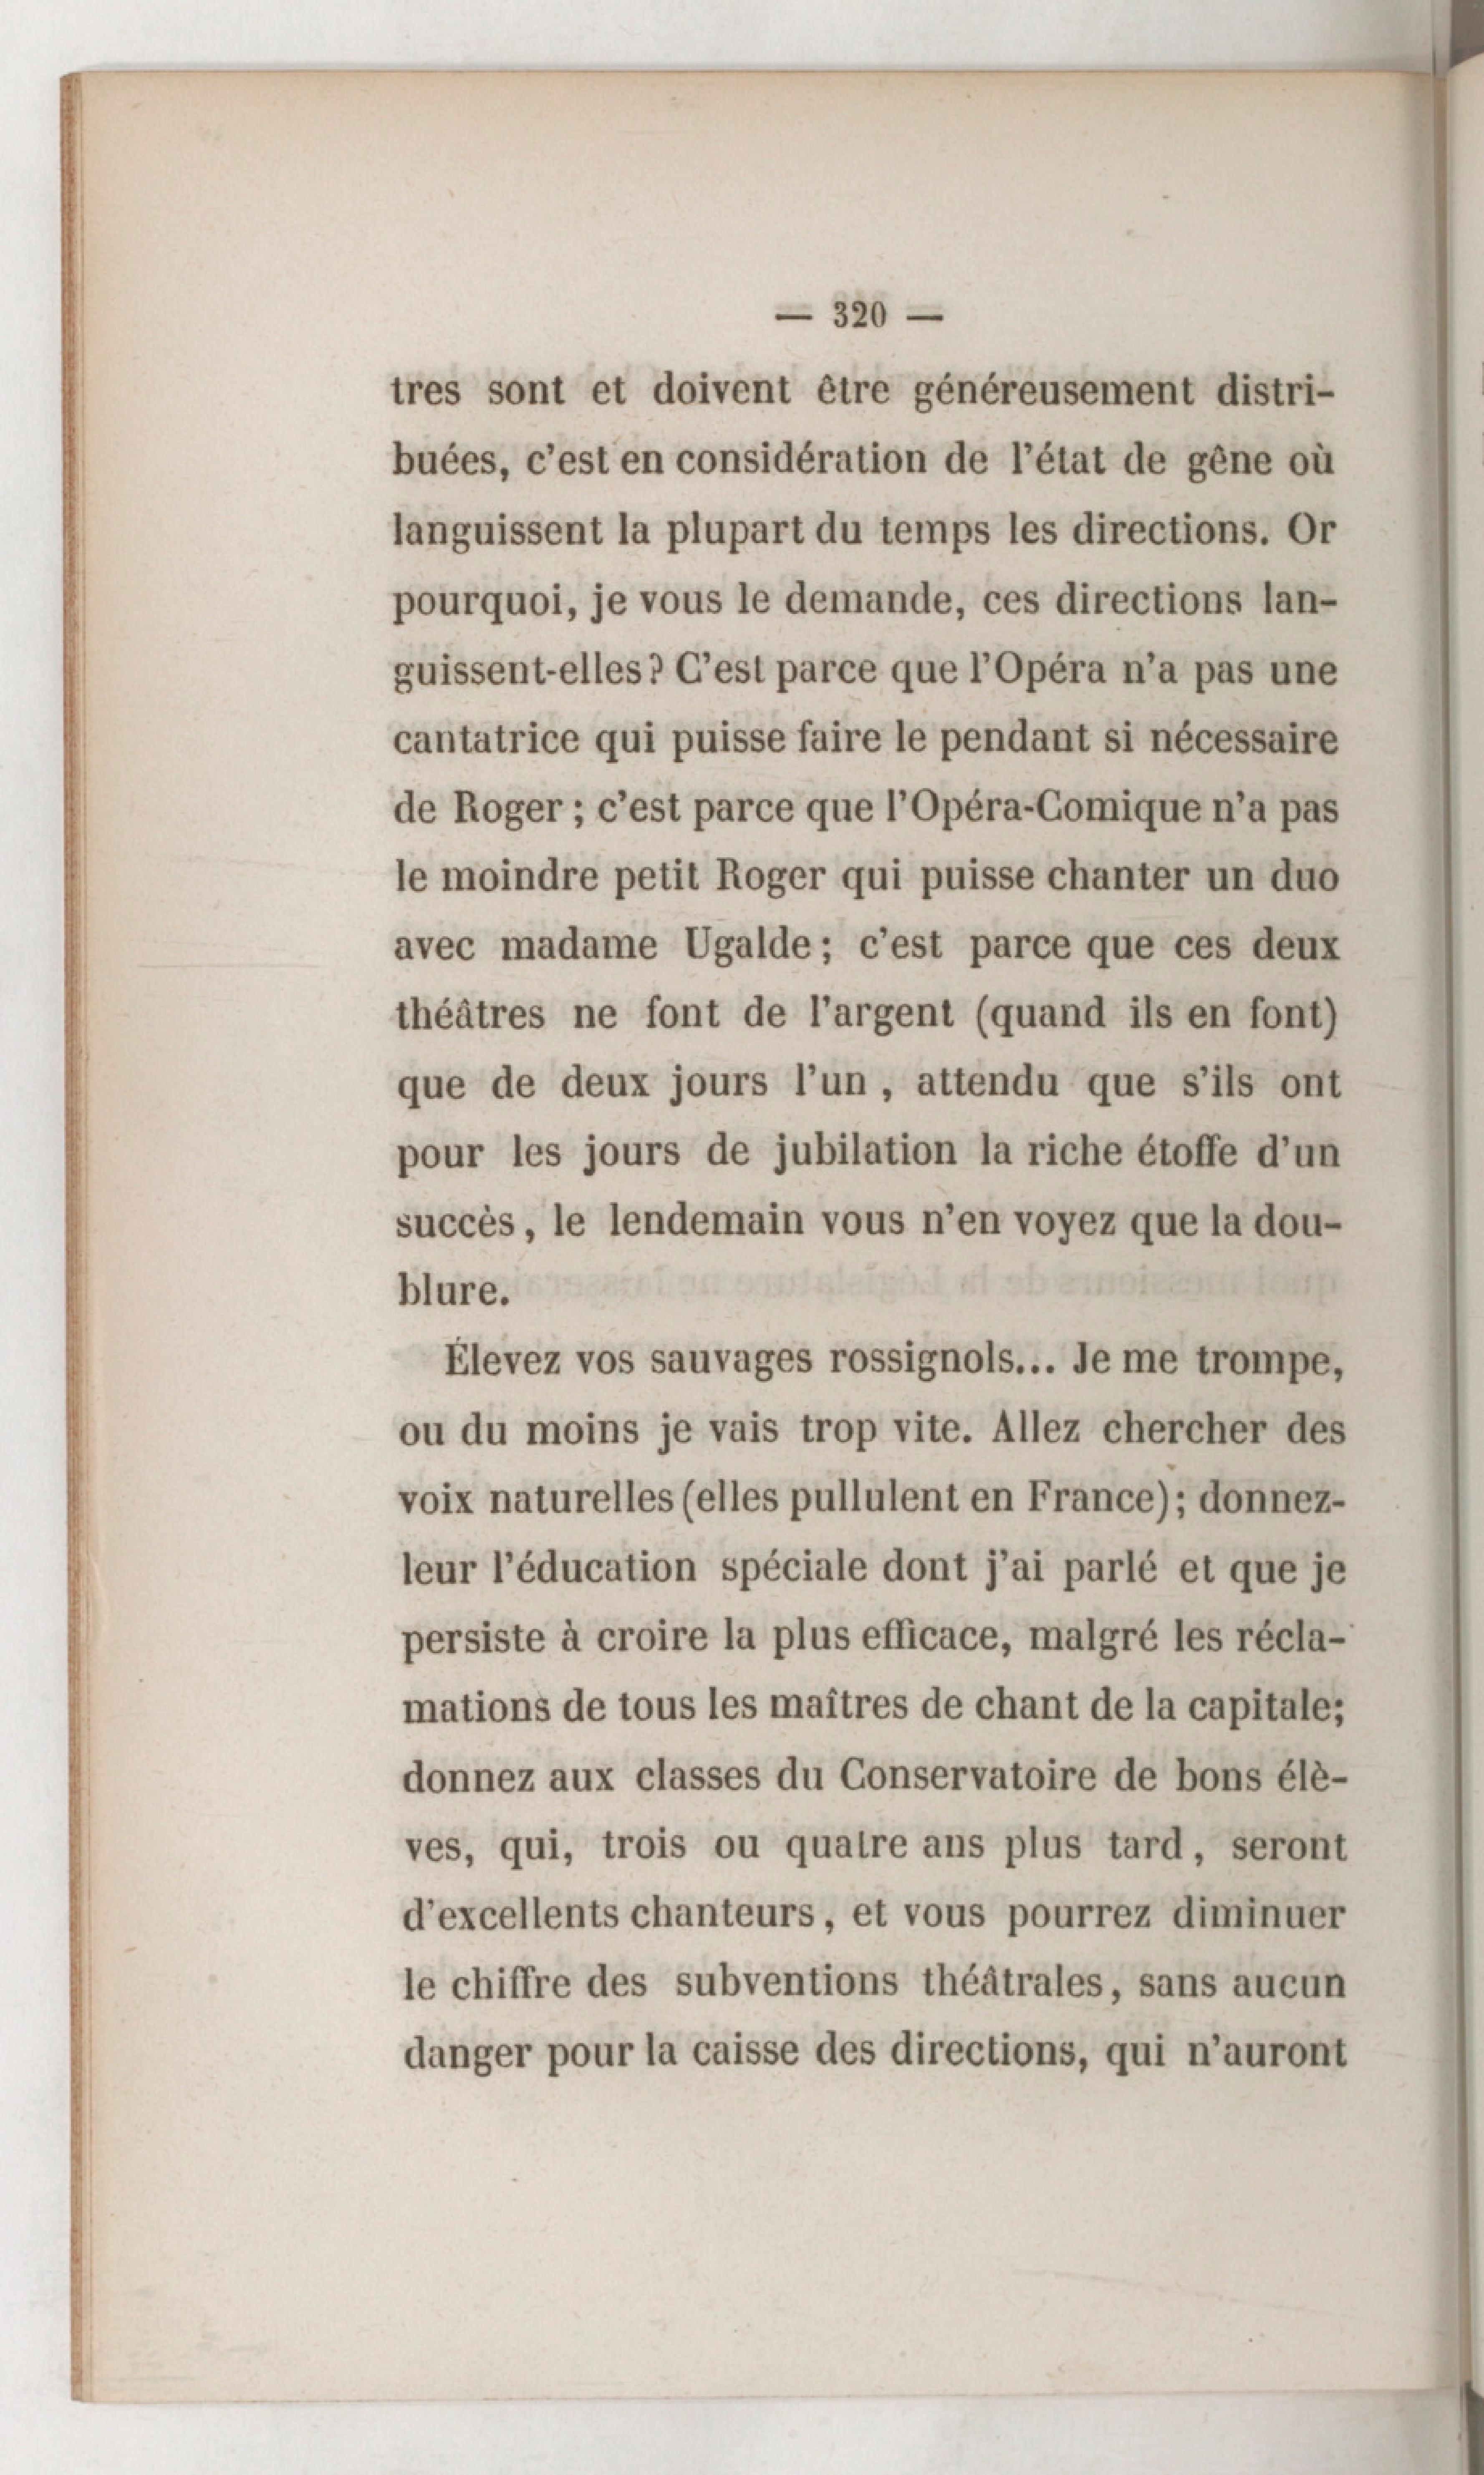 — 320 —
tres sont et doivent être généreusement distri-
buées, c'est en considération de l'état de gêne où
languissent la plupart du temps les directions. Or
pourquoi, je vous le demande, ces directions lan-
guissent-elles? C'est parce que l'Opéra n'a pas une
cantatrice qui puisse faire le pendant si nécessaire
de Roger ; c'est parce que l'Opéra-Comique n'a pas
le moindre petit Roger qui puisse chanter un duo
avec madame Ugalde ; c'est parce que ces deux
théâtres ne font de l'argent (quand ils en font)
que de deux jours l'un , attendu que s'ils ont
pour les jours de jubilation la riche étoffe d'un
succès , le lendemain vous n'en voyez que la dou-
blure.
Élevez vos sauvages rossignols... Je me trompe,
ou du moins je vais trop vite. Allez chercher des
voix naturelles (elles pullulent en France) ; donnez-
leur l'éducation spéciale dont j'ai parlé et que je
persiste à croire la plus efficace, malgré les récla-
mations de tous les maîtres de chant de la capitale;
donnez aux classes du Conservatoire de bons élè-
ves, qui, trois ou quatre ans plus tard, seront
d'excellents chanteurs , et vous pourrez diminuer
le chiffre des subventions théâtrales, sans aucun
danger pour la caisse des directions, qui n'auront